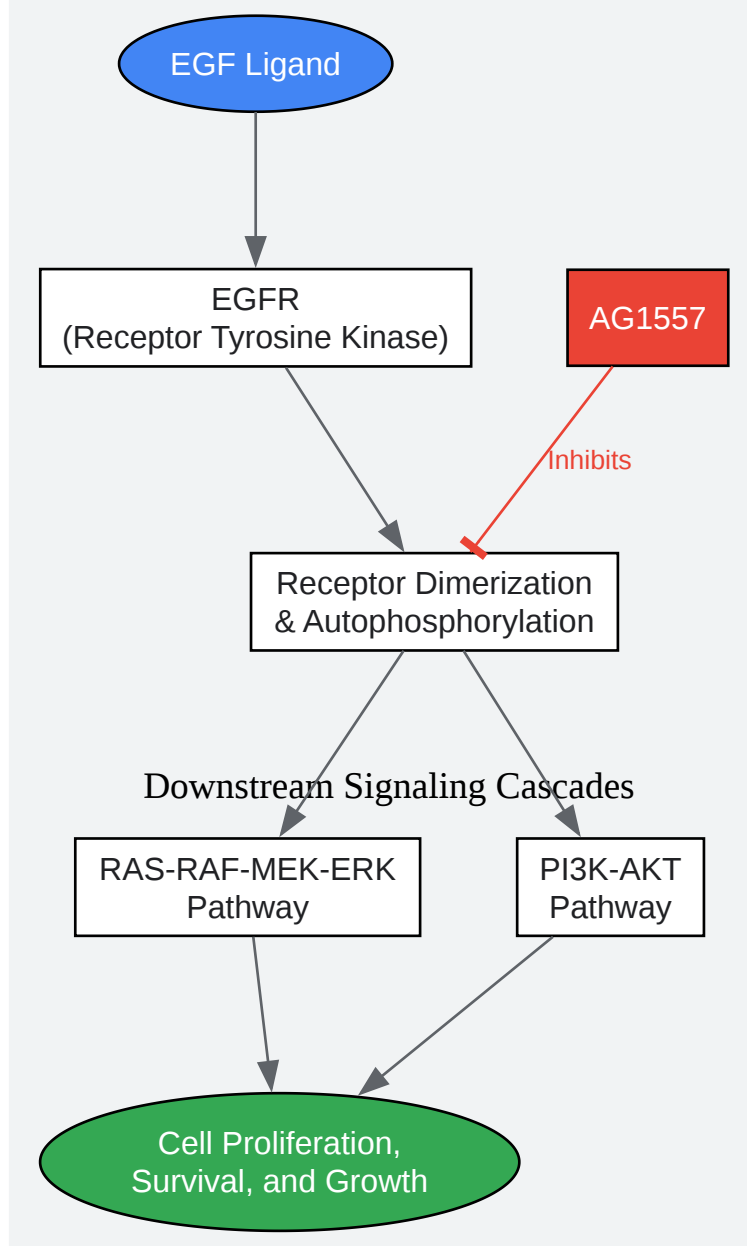 EGF Ligand
EGFR
(Receptor Tyrosine Kinase)
AG1557
Inhibits
Receptor Dimerization
& Autophosphorylation
Downstream Signaling Cascades
RAS-RAF-MEK-ERK
Pathway
PI3K-AKT
Pathway
Cell Proliferation,
Survival, and Growth